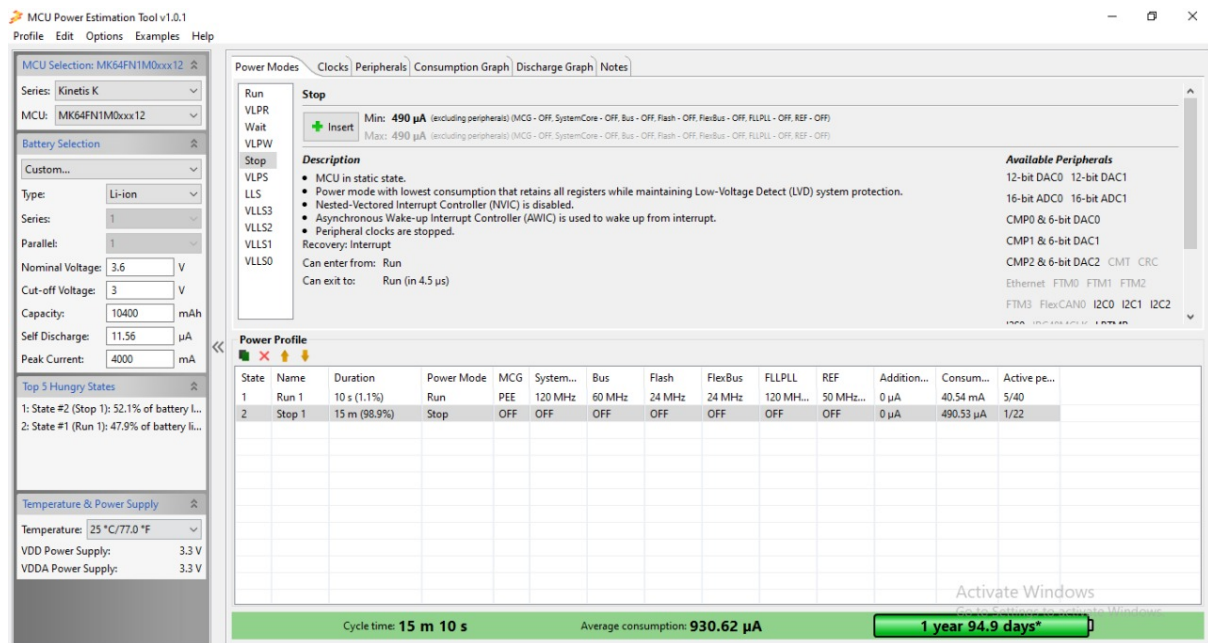 MCU Power Estimation Tool v1.0.1
Profile Edit Options Examples Help
MCU Selection: MK64FN1M0xxx12
Series: Kinetis K
MCU: MK64FN1M0xxx12
Battery Selection
Custom...
Type: Li-ion
Series: 1
Parallel: 1
Nominal Voltage: 3.6 V
Cut-off Voltage: 3 V
Capacity: 10400 mAh
Self Discharge: 11.56 µA
Peak Current: 4000 mA
Top 5 Hungry States
1: State #2 (Stop 1): 52.1% of battery l...
2: State #1 (Run 1): 47.9% of battery li...
Temperature & Power Supply
Temperature: 25 °C/77.0 °F
VDD Power Supply: 3.3 V
VDDA Power Supply: 3.3 V
Power Modes Clocks Peripherals Consumption Graph Discharge Graph Notes
Run
VLPR
Wait
VLPW
Stop
VLPS
LLS
VLLS3
VLLS2
VLLS1
VLLS0
Stop
Insert
Min: 490 µA (excluding peripherals) (MCG - OFF, SystemCore - OFF, Bus - OFF, Flash - OFF, FlexBus - OFF, FLLPLL - OFF, REF - OFF)
Max: 490 µA (excluding peripherals) (MCG - OFF, SystemCore - OFF, Bus - OFF, Flash - OFF, FlexBus - OFF, FLLPLL - OFF, REF - OFF)
Description
• MCU in static state.
• Power mode with lowest consumption that retains all registers while maintaining Low-Voltage Detect (LVD) system protection.
• Nested-Vectored Interrupt Controller (NVIC) is disabled.
• Asynchronous Wake-up Interrupt Controller (AWIC) is used to wake up from interrupt.
• Peripheral clocks are stopped.
Recovery: Interrupt
Can enter from: Run
Can exit to: Run (in 4.5 µs)
Available Peripherals
12-bit DAC0 12-bit DAC1
16-bit ADC0 16-bit ADC1
CMP0 & 6-bit DAC0
CMP1 & 6-bit DAC1
CMP2 & 6-bit DAC2 CMT CRC
Ethernet FTM0 FTM1 FTM2
FTM3 FlexCAN0 I2C0 I2C1 I2C2
Power Profile
State Name Duration Power Mode MCG System... Bus Flash FlexBus FLLPLL REF Addition... Consum... Active pe...
1 Run 1 10 s (1.1%) Run PEE 120 MHz 60 MHz 24 MHz 24 MHz 120 MH... 50 MHz... 0 µA 40.54 mA 5/40
2 Stop 1 15 m (98.9%) Stop OFF OFF OFF OFF OFF OFF OFF 0 µA 490.53 µA 1/22
Activate Windows
Go to Settings to activate Windows.
Cycle time: 15 m 10 s Average consumption: 930.62 µA 1 year 94.9 days*